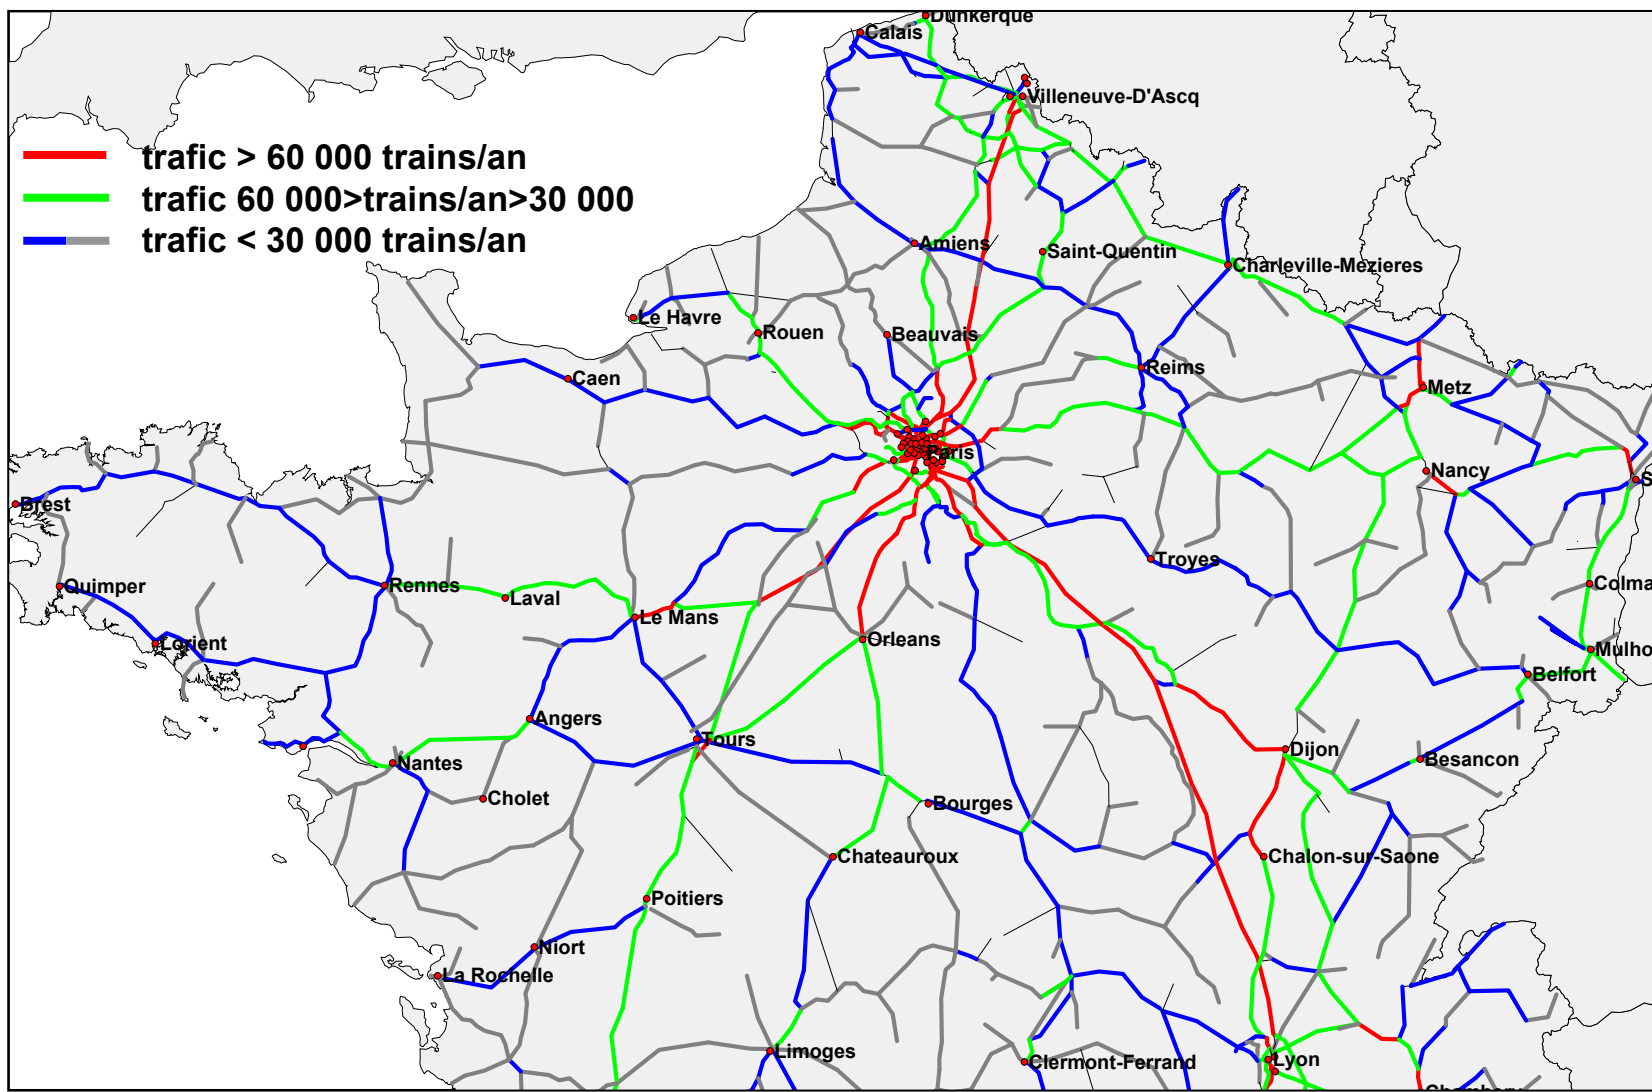 Dunkerque
Calais
Villeneuve-D'Ascq
trafic > 60 000 trains/an
trafic 60 000>trains/an>30 000
trafic < 30 000 trains/an
Amiens
Saint-Quentin
Charleville-Mezieres
Le Havre
Rouen
Beauvais
Reims
Caen
Metz
Paris
Nancy
S
Brest
Troyes
Quimper
Rennes
Laval
Colma
Le Mans
Lorient
Orleans
Mulho
Belfort
Angers
Tours
Dijon
Nantes
Besancon
Cholet
Bourges
Chateauroux
Chalon-sur-Saone
Poitiers
Niort
La Rochelle
Limoges
Clermont-Ferrand
Lyon
Chambery